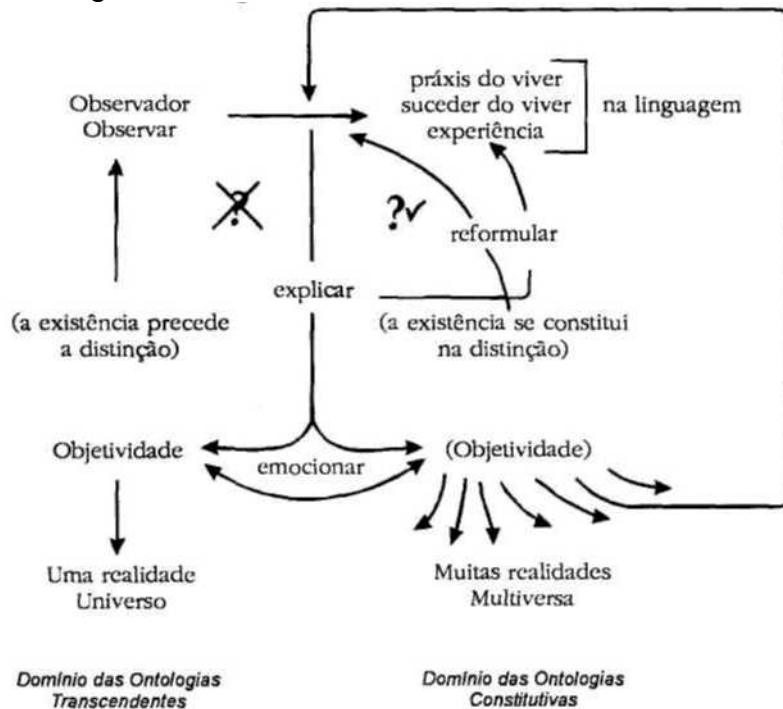 Observador
Observar
práxis do viver
suceder do viver
experiência
na linguagem
?
?✓
reformular
explicar
(a existência precede
a distinção)
(a existência se constitui
na distinção)
Objetividade
emocionar
(Objetividade)
Uma realidade
Universo
Muitas realidades
Multiversa
Domínio das Ontologias
Transcendentes
Domínio das Ontologias
Constitutivas